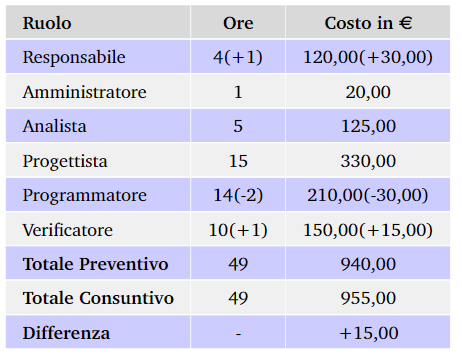 Ruolo Ore Costo in €
Responsabile 4(+1) 120,00(+30,00)
Amministratore 1 20,00
Analista 5 125,00
Progettista 15 330,00
Programmatore 14(-2) 210,00(-30,00)
Verificatore 10(+1) 150,00(+15,00)
Totale Preventivo 49 940,00
Totale Consuntivo 49 955,00
Differenza - +15,00